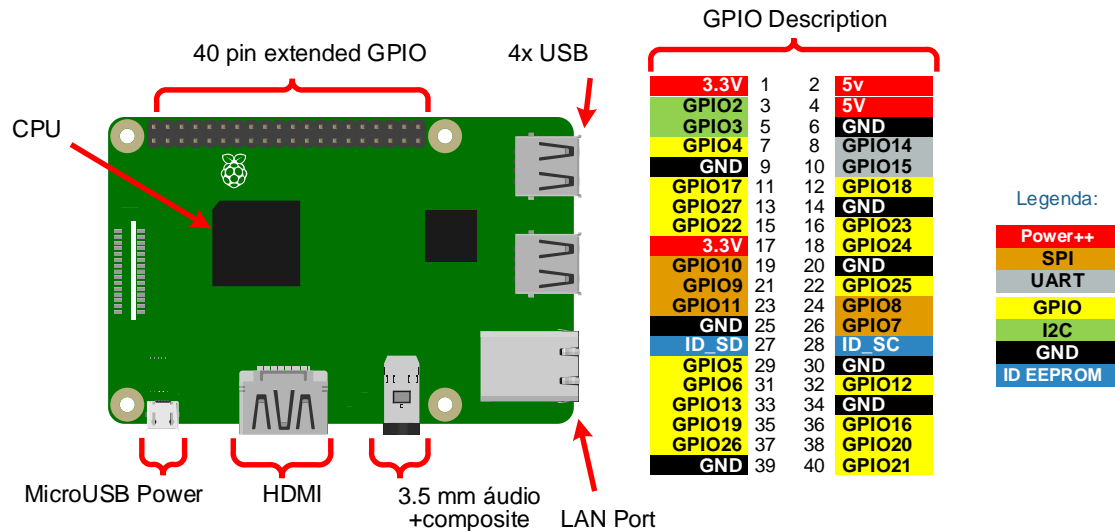 GPIO Description
40 pin extended GPIO
4x USB
CPU
3.3V 1 2 5v
GPIO2 3 4 5V
GPIO3 5 6 GND
GPIO4 7 8 GPIO14
GND 9 10 GPIO15
GPIO17 11 12 GPIO18
GPIO27 13 14 GND
GPIO22 15 16 GPIO23
3.3V 17 18 GPIO24
GPIO10 19 20 GND
GPIO9 21 22 GPIO25
GPIO11 23 24 GPIO8
GND 25 26 GPIO7
ID_SD 27 28 ID_SC
GPIO5 29 30 GND
GPIO6 31 32 GPIO12
GPIO13 33 34 GND
GPIO19 35 36 GPIO16
GPIO26 37 38 GPIO20
GND 39 40 GPIO21
Legenda:
Power++
SPI
UART
GPIO
I2C
GND
ID EEPROM
MicroUSB Power
HDMI
3.5 mm áudio
+composite
LAN Port